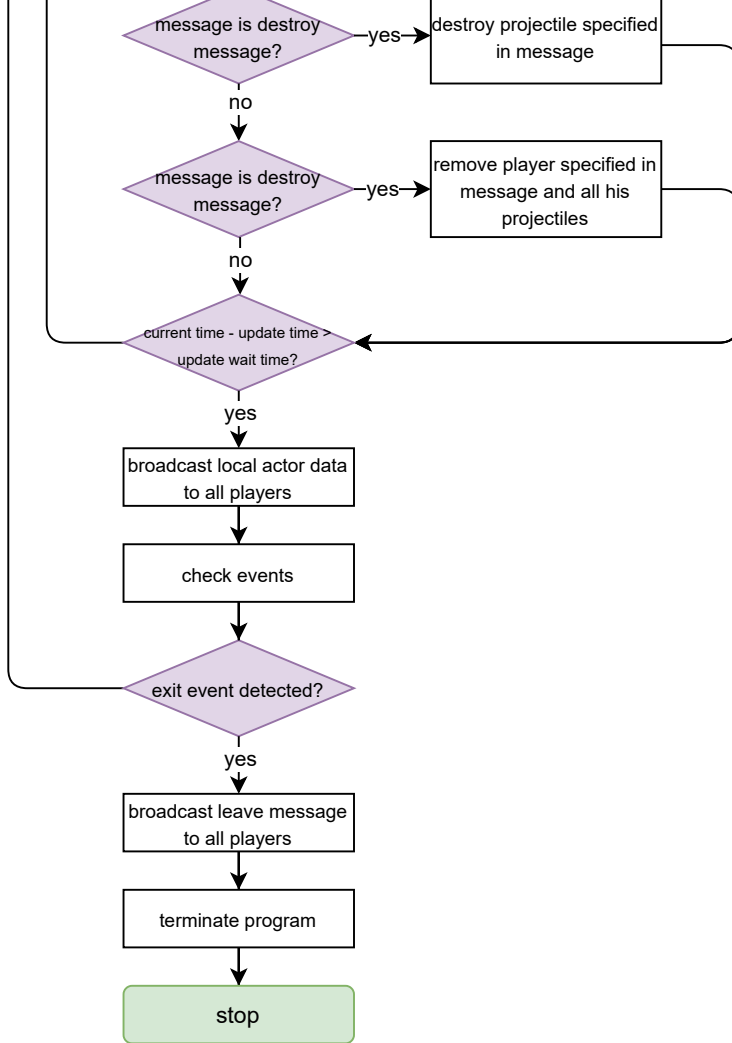 message is destroy
message?
yes
destroy projectile specified
in message
no
message is destroy
message?
yes
remove player specified in
message and all his
projectiles
no
current time - update time >
update wait time?
yes
broadcast local actor data
to all players
check events
exit event detected?
yes
broadcast leave message
to all players
terminate program
stop